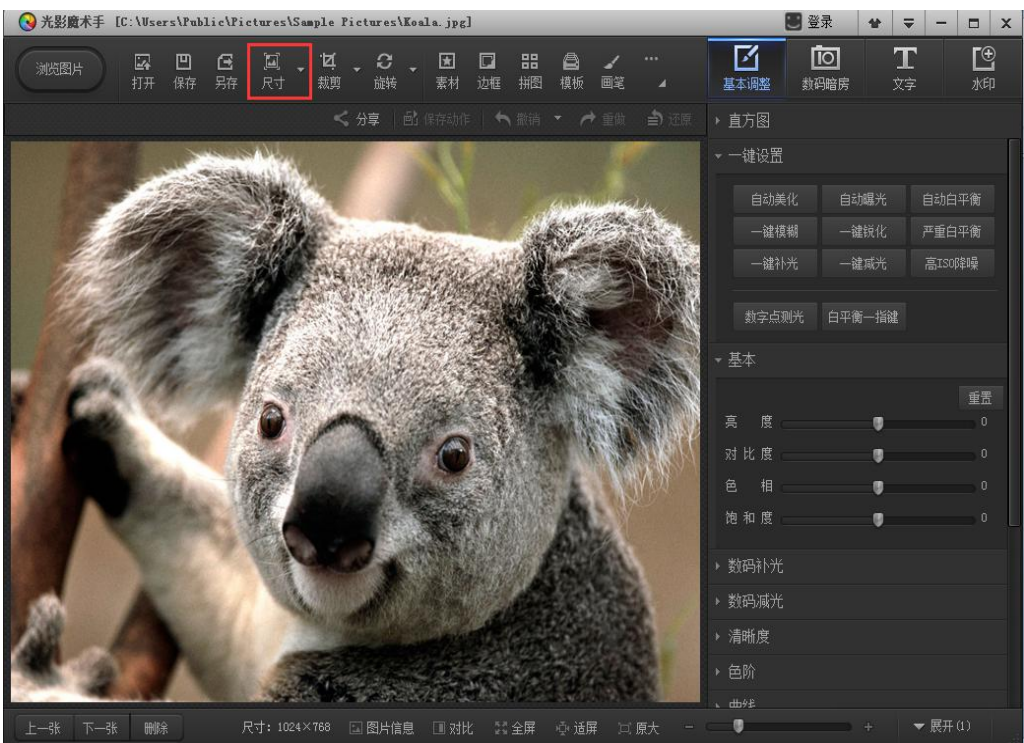 光影魔术手 [C:\Users\Public\Pictures\Sample Pictures\Koala.jpg] 登录
浏览图片 打开 保存 另存 尺寸 裁剪 旋转 素材 边框 拼图 模板 画笔 ... 基本调整 数码暗房 文字 水印
分享 保存动作 撤销 重做 还原
直方图
一键设置
自动美化 自动曝光 自动白平衡
一键模糊 一键锐化 严重白平衡
一键补光 一键减光 高ISO降噪
数字点测光 白平衡一指键
基本
重置
亮度 0
对比度 0
色相 0
饱和度 0
数码补光
数码减光
清晰度
色阶
曲线
上一张 下一张 删除 尺寸: 1024×768 图片信息 对比 全屏 适屏 原大 - + 展开(1)